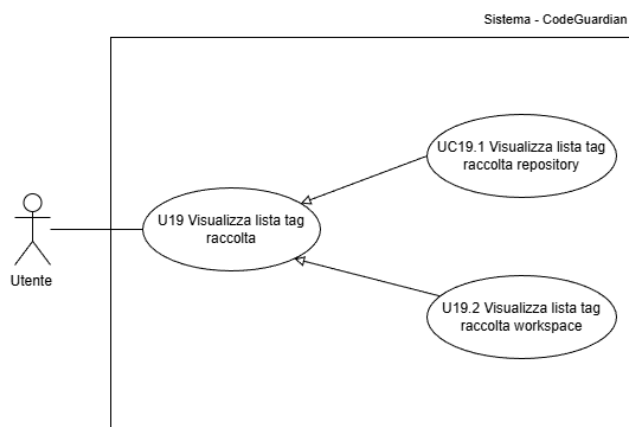 Sistema - CodeGuardian
UC19.1 Visualizza lista tag
raccolta repository
U19 Visualizza lista tag
raccolta
Utente
U19.2 Visualizza lista tag
raccolta workspace